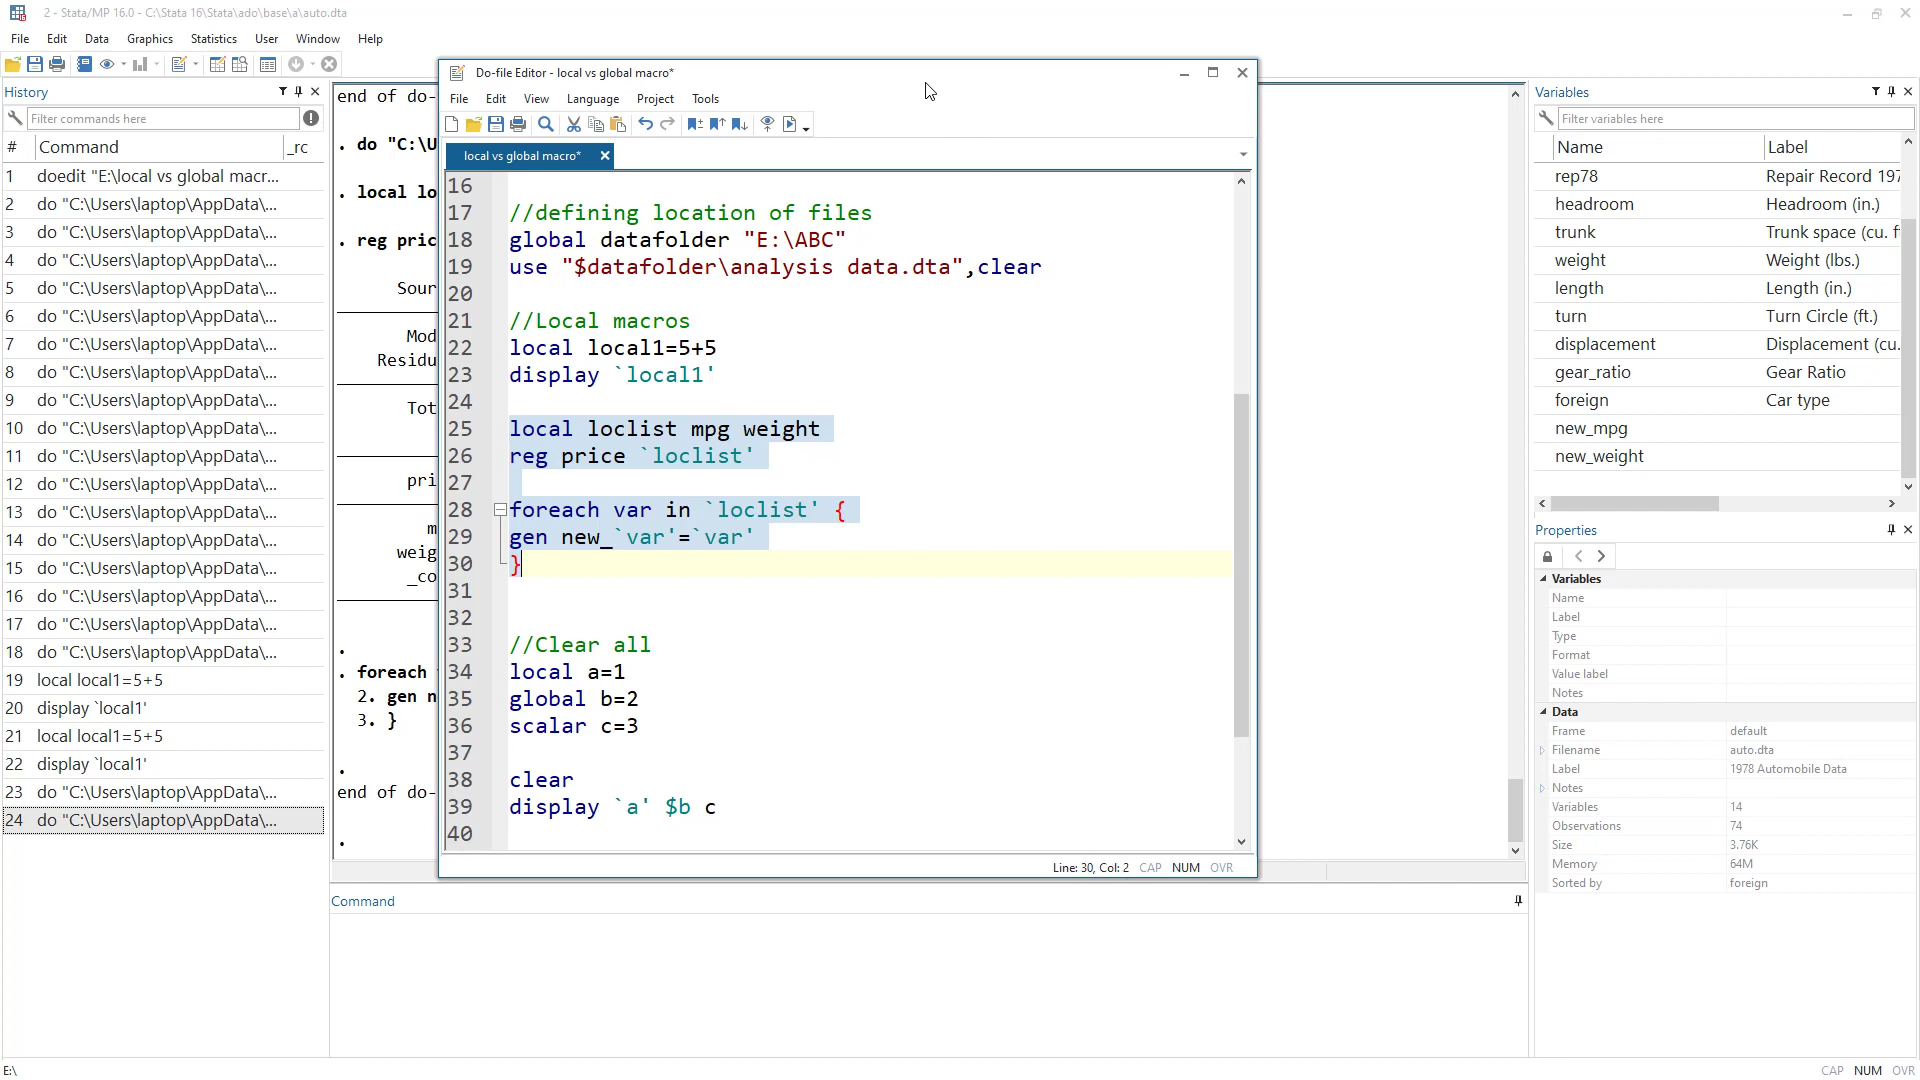 2 - Stata/MP 16.0 - C:\Stata 16\Stata\ado\base\a\auto.dta
File Edit Data Graphics Statistics User Window Help
History
Filter commands here
# Command _rc
1 doedit "E:\local vs global macr...
2 do "C:\Users\laptop\AppData\...
3 do "C:\Users\laptop\AppData\...
4 do "C:\Users\laptop\AppData\...
5 do "C:\Users\laptop\AppData\...
6 do "C:\Users\laptop\AppData\...
7 do "C:\Users\laptop\AppData\...
8 do "C:\Users\laptop\AppData\...
9 do "C:\Users\laptop\AppData\...
10 do "C:\Users\laptop\AppData\...
11 do "C:\Users\laptop\AppData\...
12 do "C:\Users\laptop\AppData\...
13 do "C:\Users\laptop\AppData\...
14 do "C:\Users\laptop\AppData\...
15 do "C:\Users\laptop\AppData\...
16 do "C:\Users\laptop\AppData\...
17 do "C:\Users\laptop\AppData\...
18 do "C:\Users\laptop\AppData\...
19 local local1=5+5
20 display `local1'
21 local local1=5+5
22 display `local1'
23 do "C:\Users\laptop\AppData\...
24 do "C:\Users\laptop\AppData\...
end of do-
. do "C:\U
. local lo
. reg pric
Sour
Mod
Residu
Tot
pri
m
weig
_co
.
. foreach
2. gen n
3. }
.
end of do-
.
Do-file Editor - local vs global macro*
File Edit View Language Project Tools
local vs global macro*
16
17 //defining location of files
18 global datafolder "E:\ABC"
19 use "$datafolder\analysis data.dta",clear
20
21 //Local macros
22 local local1=5+5
23 display `local1'
24
25 local loclist mpg weight
26 reg price `loclist'
27
28 foreach var in `loclist' {
29 gen new_`var'=`var'
30 }
31
32
33 //Clear all
34 local a=1
35 global b=2
36 scalar c=3
37
38 clear
39 display `a' $b c
40
Line: 30, Col: 2 CAP NUM OVR
Command
Variables
Filter variables here
Name Label
rep78 Repair Record 197
headroom Headroom (in.)
trunk Trunk space (cu. f
weight Weight (lbs.)
length Length (in.)
turn Turn Circle (ft.)
displacement Displacement (cu.
gear_ratio Gear Ratio
foreign Car type
new_mpg
new_weight
Properties
Variables
Name
Label
Type
Format
Value label
Notes
Data
Frame default
Filename auto.dta
Label 1978 Automobile Data
Notes
Variables 14
Observations 74
Size 3.76K
Memory 64M
Sorted by foreign
E:\
CAP NUM OVR